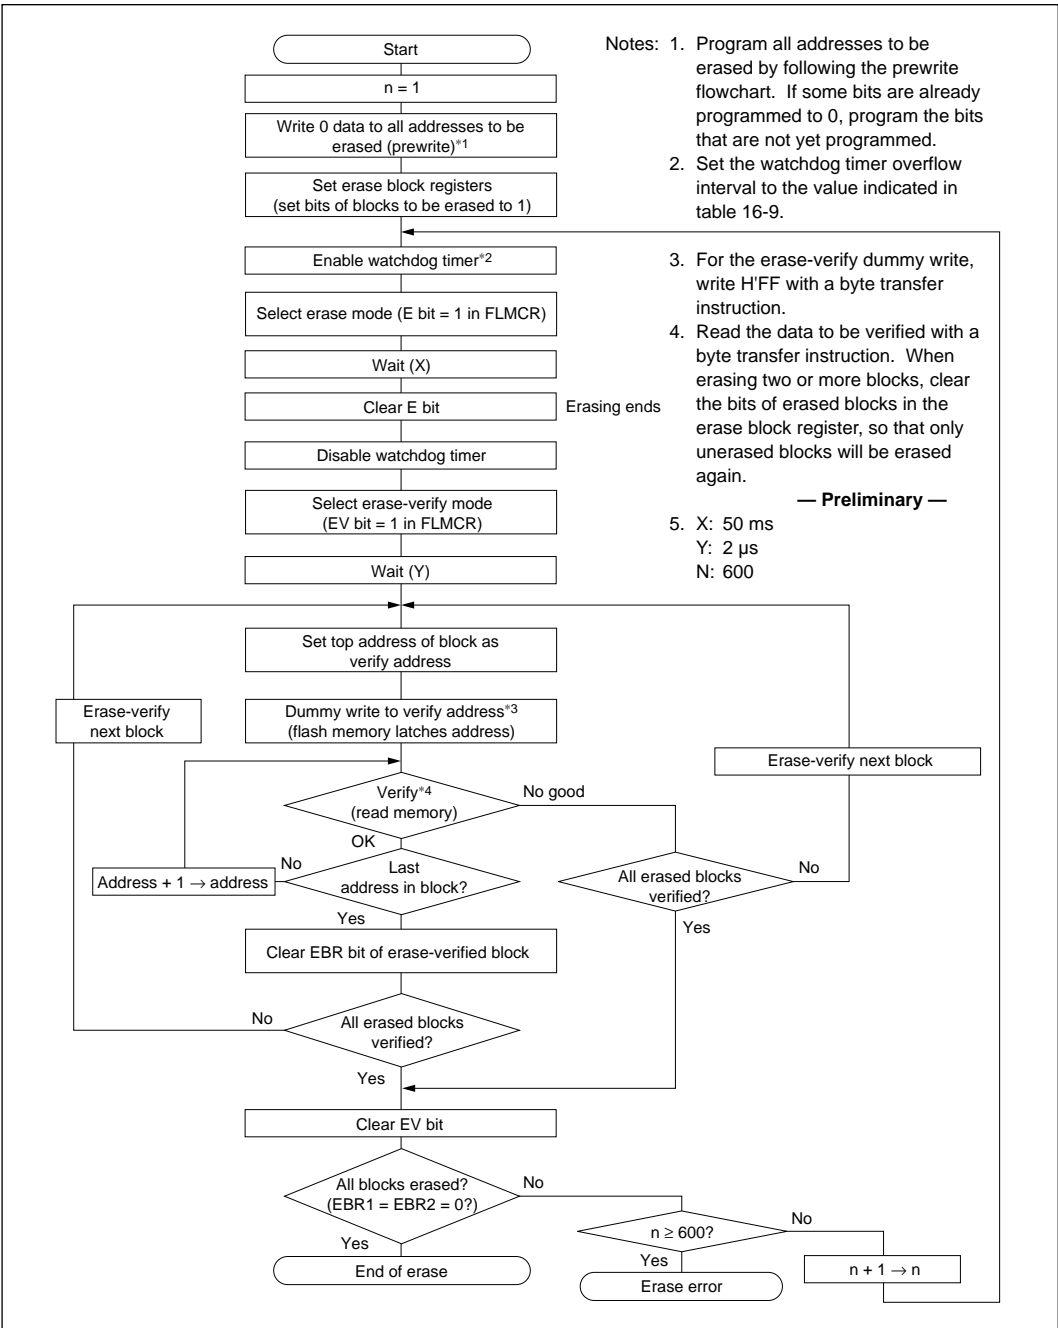 Start
n = 1
Write 0 data to all addresses to be
erased (prewrite)*1
Set erase block registers
(set bits of blocks to be erased to 1)
Enable watchdog timer*2
Select erase mode (E bit = 1 in FLMCR)
Wait (X)
Clear E bit
Erasing ends
Disable watchdog timer
Select erase-verify mode
(EV bit = 1 in FLMCR)
Wait (Y)
Set top address of block as
verify address
Erase-verify
next block
Dummy write to verify address*3
(flash memory latches address)
Erase-verify next block
Verify*4
(read memory)
No good
OK
Last
address in block?
No
Address + 1 → address
Yes
All erased blocks
verified?
No
Yes
Clear EBR bit of erase-verified block
All erased blocks
verified?
No
Yes
Clear EV bit
All blocks erased?
(EBR1 = EBR2 = 0?)
No
Yes
End of erase
n ≥ 600?
No
Yes
Erase error
n + 1 → n
Notes: 1. Program all addresses to be
erased by following the prewrite
flowchart. If some bits are already
programmed to 0, program the bits
that are not yet programmed.
2. Set the watchdog timer overflow
interval to the value indicated in
table 16-9.
3. For the erase-verify dummy write,
write H'FF with a byte transfer
instruction.
4. Read the data to be verified with a
byte transfer instruction. When
erasing two or more blocks, clear
the bits of erased blocks in the
erase block register, so that only
unerased blocks will be erased
again.
— Preliminary —
5. X: 50 ms
Y: 2 μs
N: 600